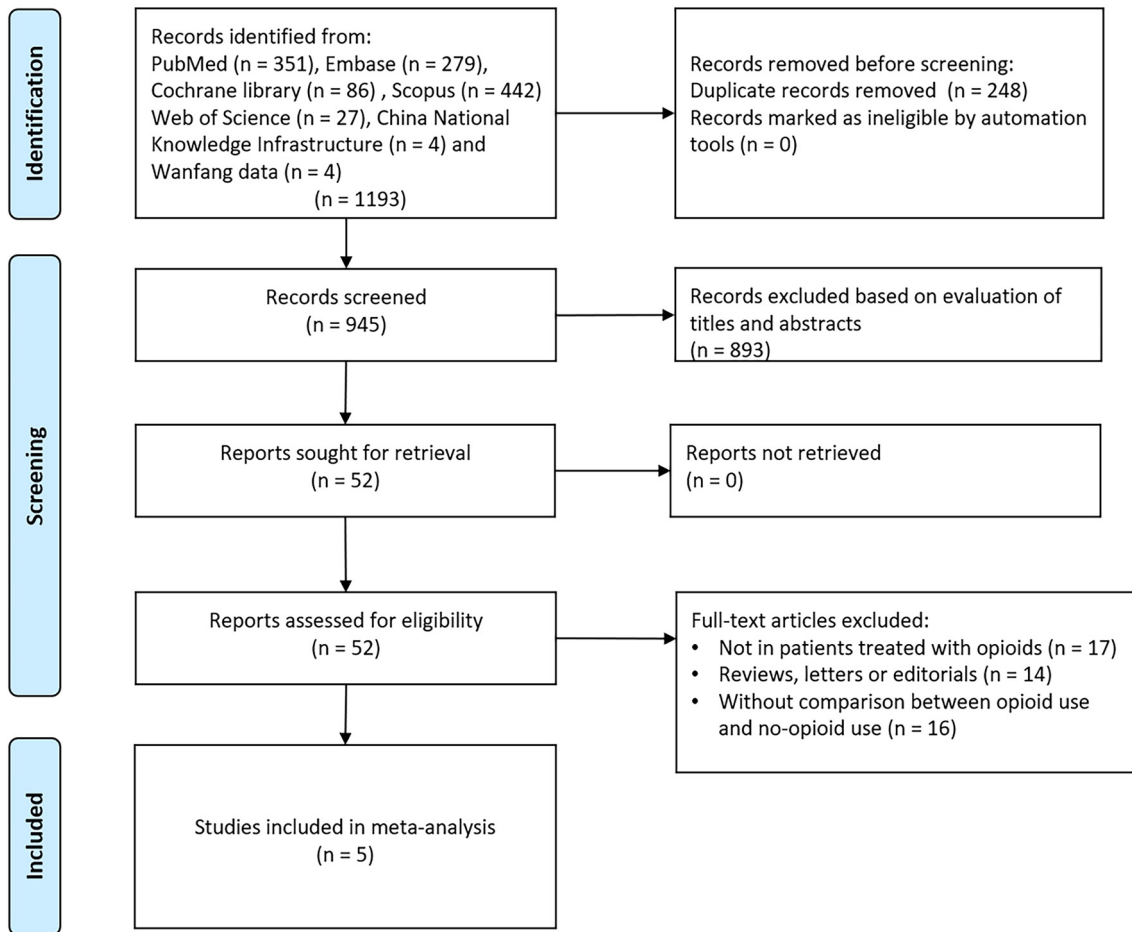 Identification
Records identified from:
PubMed (n = 351), Embase (n = 279),
Cochrane library (n = 86) , Scopus (n = 442)
Web of Science (n = 27), China National
Knowledge Infrastructure (n = 4) and
Wanfang data (n = 4)
(n = 1193)
Records removed before screening:
Duplicate records removed (n = 248)
Records marked as ineligible by automation
tools (n = 0)
Screening
Records screened
(n = 945)
Records excluded based on evaluation of
titles and abstracts
(n = 893)
Reports sought for retrieval
(n = 52)
Reports not retrieved
(n = 0)
Reports assessed for eligibility
(n = 52)
Full-text articles excluded:
• Not in patients treated with opioids (n = 17)
• Reviews, letters or editorials (n = 14)
• Without comparison between opioid use
and no-opioid use (n = 16)
Included
Studies included in meta-analysis
(n = 5)